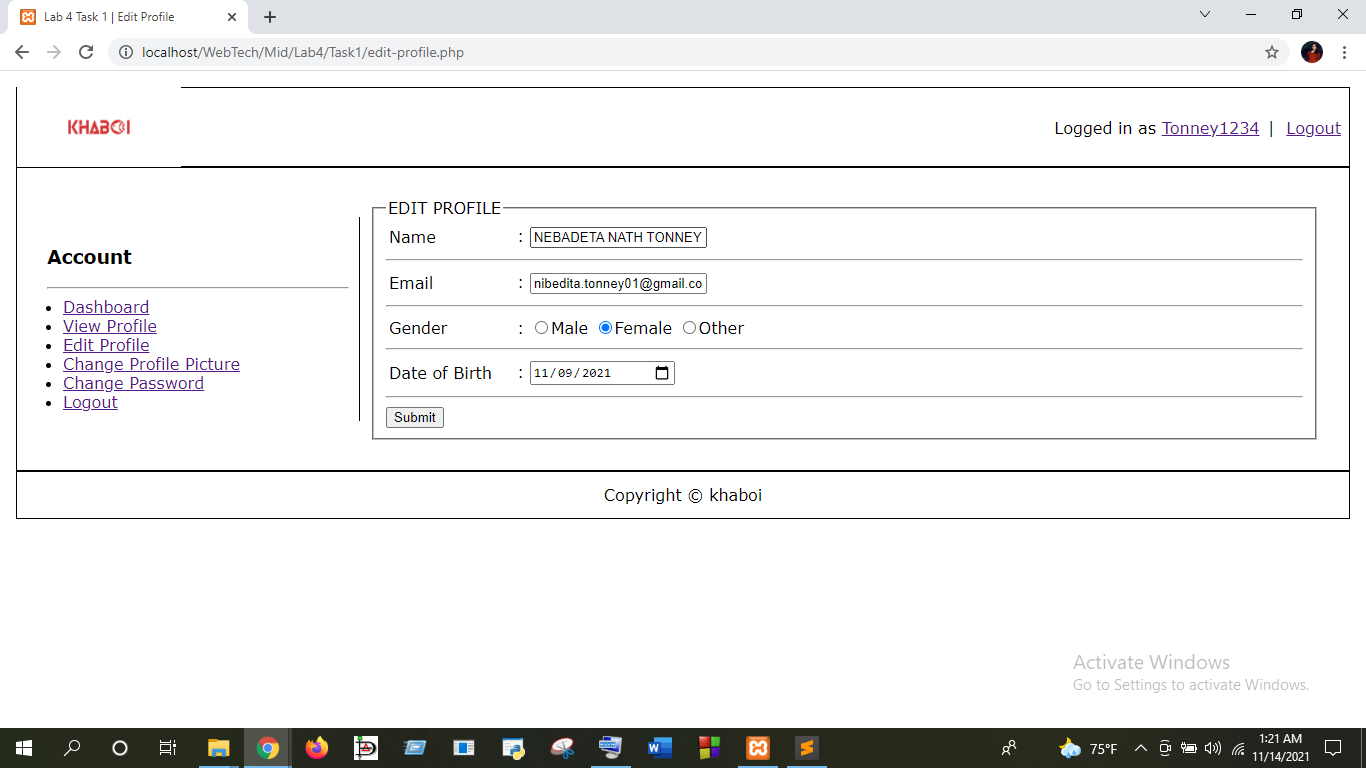 Lab 4 Task 1 | Edit Profile
localhost/WebTech/Mid/Lab4/Task1/edit-profile.php
KHABOI
Logged in as Tonney1234 | Logout
Account
Dashboard
View Profile
Edit Profile
Change Profile Picture
Change Password
Logout
EDIT PROFILE
Name : NEBADETA NATH TONNEY
Email : nibedita.tonney01@gmail.co
Gender : Male Female Other
Date of Birth : 11/09/2021
Submit
Copyright © khaboi
Activate Windows
Go to Settings to activate Windows.
75°F
1:21 AM
11/14/2021